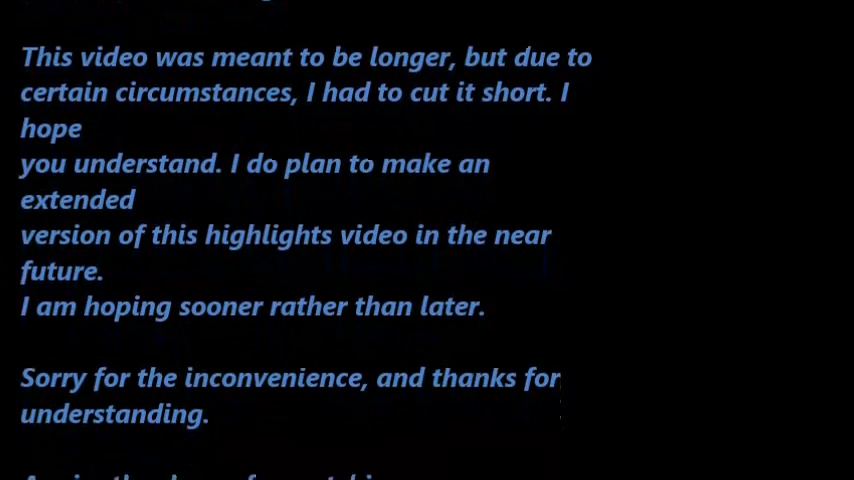 This video was meant to be longer, but due to
certain circumstances, I had to cut it short. I
hope
you understand. I do plan to make an
extended
version of this highlights video in the near
future.
I am hoping sooner rather than later.
Sorry for the inconvenience, and thanks for
understanding.